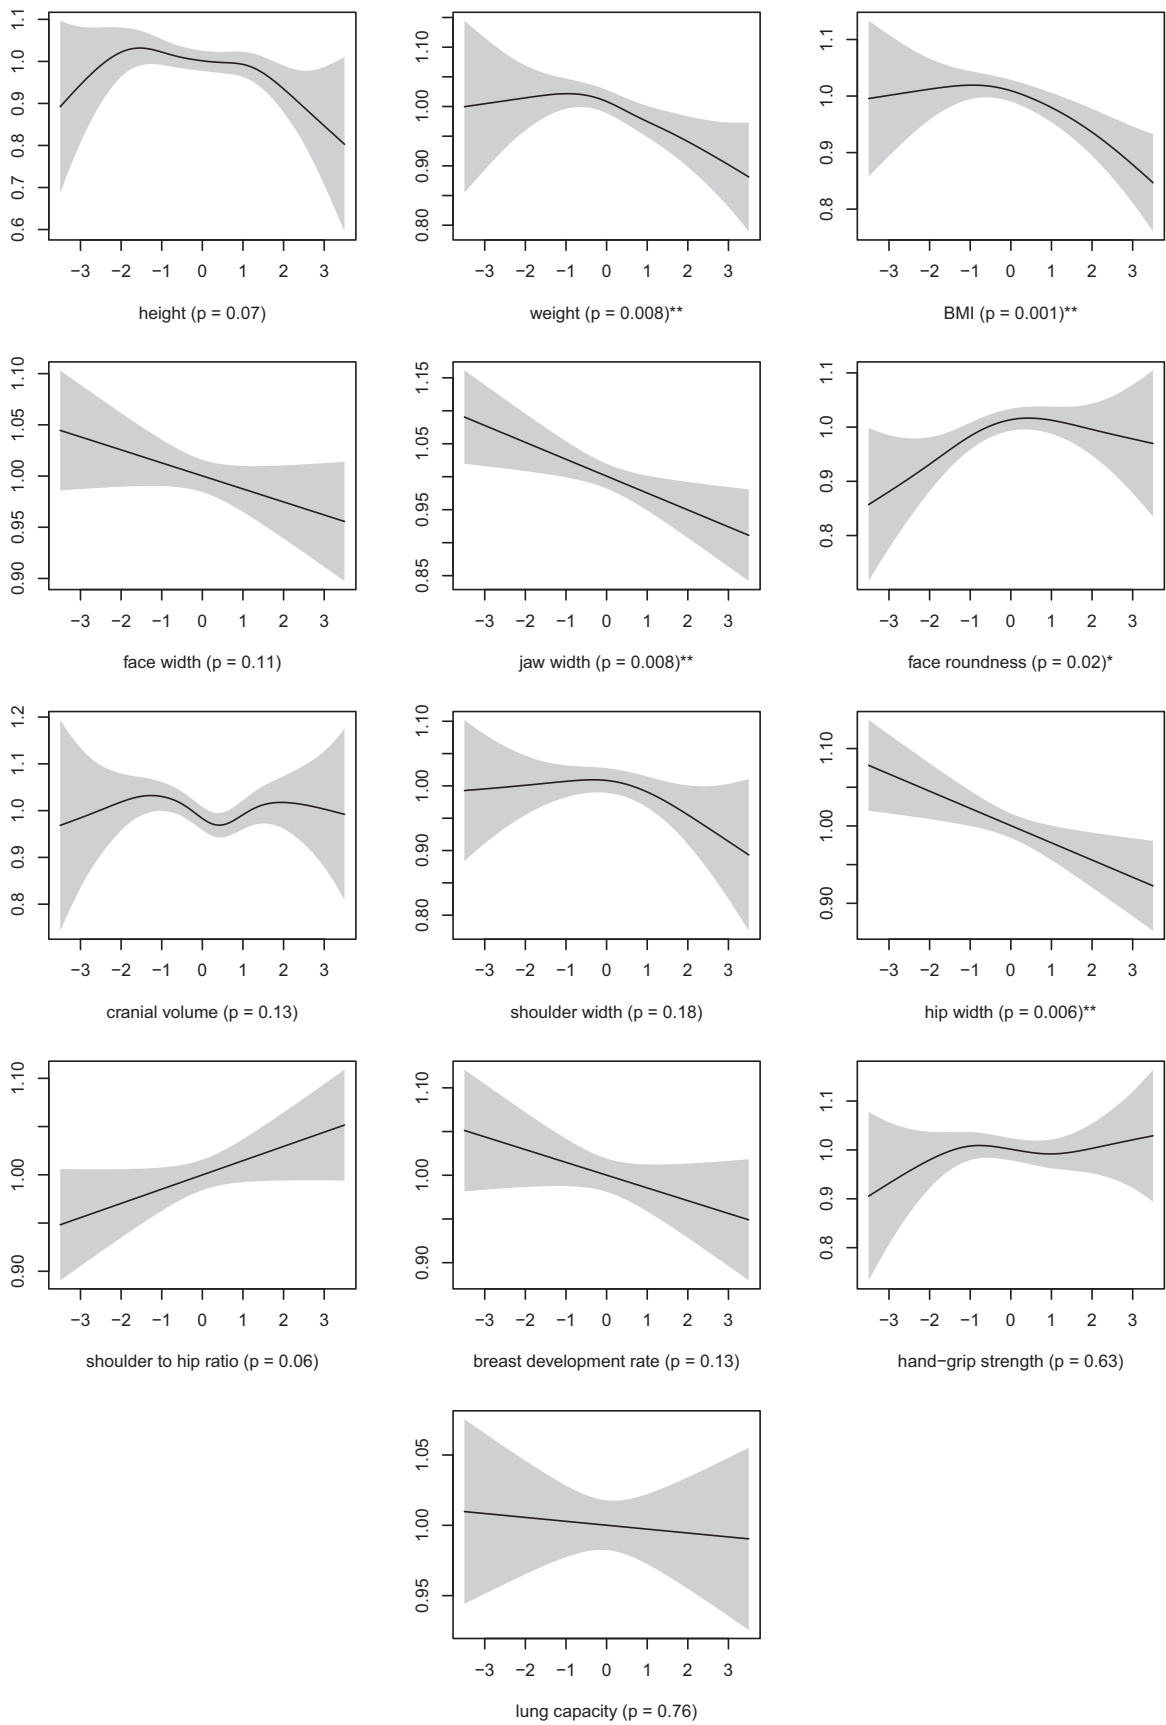 1.1
1.0
0.9
0.8
0.7
0.6
−3 −2 −1 0 1 2 3
height (p = 0.07)
1.10
1.00
0.90
0.80
−3 −2 −1 0 1 2 3
weight (p = 0.008)**
1.1
1.0
0.9
0.8
−3 −2 −1 0 1 2 3
BMI (p = 0.001)**
1.10
1.05
1.00
0.95
0.90
−3 −2 −1 0 1 2 3
face width (p = 0.11)
1.15
1.05
0.95
0.85
−3 −2 −1 0 1 2 3
jaw width (p = 0.008)**
1.1
1.0
0.9
0.8
−3 −2 −1 0 1 2 3
face roundness (p = 0.02)*
1.2
1.1
1.0
0.9
0.8
−3 −2 −1 0 1 2 3
cranial volume (p = 0.13)
1.10
1.00
0.90
0.80
−3 −2 −1 0 1 2 3
shoulder width (p = 0.18)
1.10
1.00
0.90
−3 −2 −1 0 1 2 3
hip width (p = 0.006)**
1.10
1.00
0.90
−3 −2 −1 0 1 2 3
shoulder to hip ratio (p = 0.06)
1.10
1.00
0.90
−3 −2 −1 0 1 2 3
breast development rate (p = 0.13)
1.1
1.0
0.9
0.8
−3 −2 −1 0 1 2 3
hand−grip strength (p = 0.63)
1.05
1.00
0.95
−3 −2 −1 0 1 2 3
lung capacity (p = 0.76)